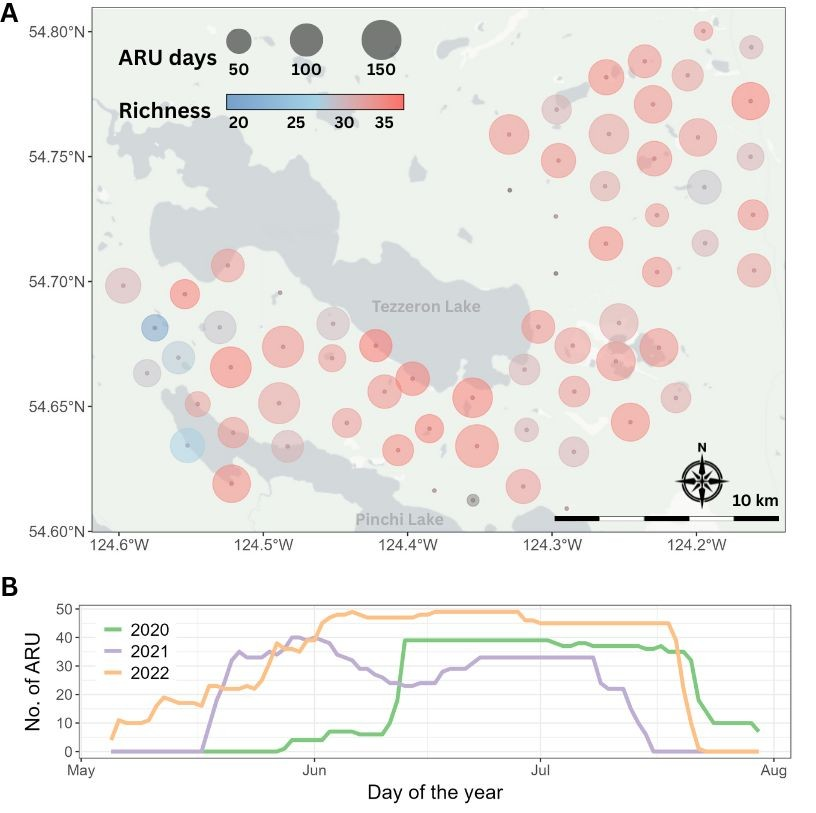 A
54.80°N
54.75°N
54.70°N
54.65°N
54.60°N
ARU days
50 100 150
Richness
20 25 30 35
Tezzeron Lake
Pinchi Lake
N
10 km
124.6°W 124.5°W 124.4°W 124.3°W 124.2°W
B
No. of ARU
50
40
30
20
10
0
2020
2021
2022
May Jun Jul Aug
Day of the year